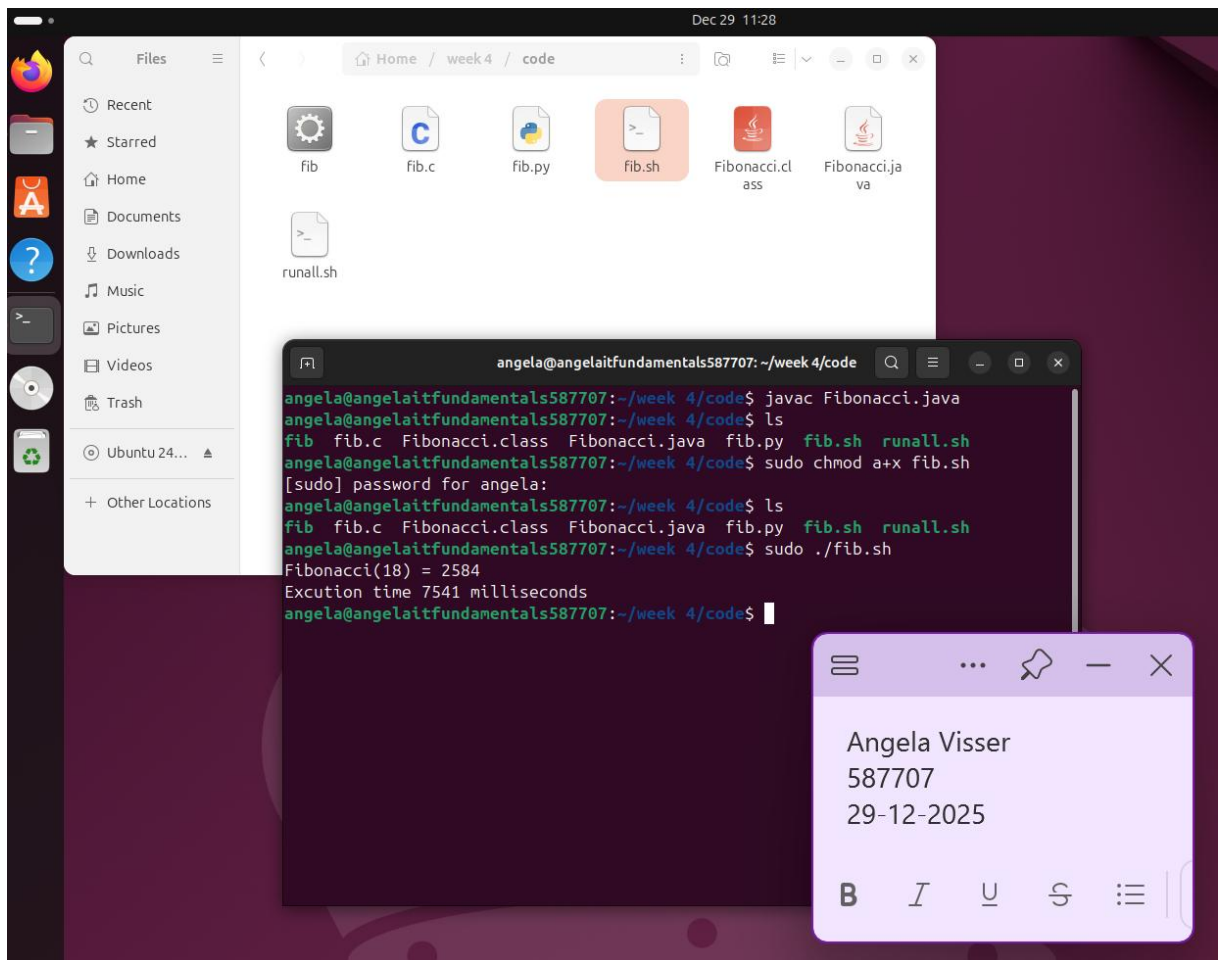 Dec 29 11:28
Files
Home / week 4 / code
Recent
Starred
Home
Documents
Downloads
Music
Pictures
Videos
Trash
Ubuntu 24...
+ Other Locations
fib
fib.c
fib.py
fib.sh
Fibonacci.cl
ass
Fibonacci.ja
va
runall.sh
angela@angelaitfundamentals587707: ~/week 4/code
angela@angelaitfundamentals587707:~/week 4/code$ javac Fibonacci.java
angela@angelaitfundamentals587707:~/week 4/code$ ls
fib fib.c Fibonacci.class Fibonacci.java fib.py fib.sh runall.sh
angela@angelaitfundamentals587707:~/week 4/code$ sudo chmod a+x fib.sh
[sudo] password for angela:
angela@angelaitfundamentals587707:~/week 4/code$ ls
fib fib.c Fibonacci.class Fibonacci.java fib.py fib.sh runall.sh
angela@angelaitfundamentals587707:~/week 4/code$ sudo ./fib.sh
Fibonacci(18) = 2584
Excution time 7541 milliseconds
angela@angelaitfundamentals587707:~/week 4/code$
Angela Visser
587707
29-12-2025
B I U S